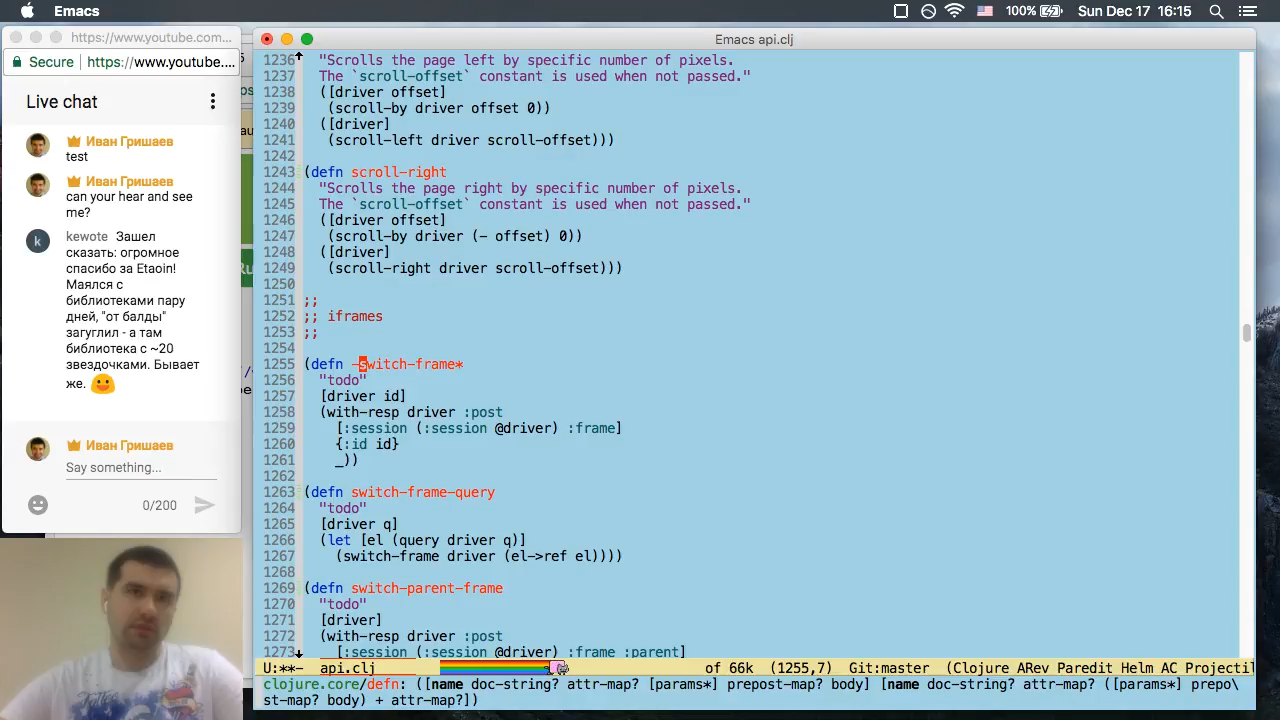 Emacs
100%
Sun Dec 17 16:15
https://www.youtube.com...
Secure
https://www.youtube....
Live chat
Иван Гришаев
test
Иван Гришаев
can your hear and see
me?
k
kewote Зашел
сказать: огромное
спасибо за Etaoin!
Маялся с
библиотеками пару
дней, "от балды"
загуглил - а там
библиотека с ~20
звездочками. Бывает
же.
Иван Гришаев
Say something...
0/200
Emacs api.clj
1236 "Scrolls the page left by specific number of pixels.
1237 The `scroll-offset` constant is used when not passed."
1238 ([driver offset]
1239 (scroll-by driver offset 0))
1240 ([driver]
1241 (scroll-left driver scroll-offset)))
1242
1243 (defn scroll-right
1244 "Scrolls the page right by specific number of pixels.
1245 The `scroll-offset` constant is used when not passed."
1246 ([driver offset]
1247 (scroll-by driver (- offset) 0))
1248 ([driver]
1249 (scroll-right driver scroll-offset)))
1250
1251 ;;
1252 ;; iframes
1253 ;;
1254
1255 (defn -switch-frame*
1256 "todo"
1257 [driver id]
1258 (with-resp driver :post
1259 [:session (:session @driver) :frame]
1260 {:id id}
1261 _))
1262
1263 (defn switch-frame-query
1264 "todo"
1265 [driver q]
1266 (let [el (query driver q)]
1267 (switch-frame driver (el->ref el))))
1268
1269 (defn switch-parent-frame
1270 "todo"
1271 [driver]
1272 (with-resp driver :post
1273 [:session (:session @driver) :frame :parent]
U:**- api.clj of 66k (1255,7) Git:master (Clojure ARev Paredit Helm AC Projectil
clojure.core/defn: ([name doc-string? attr-map? [params*] prepost-map? body] [name doc-string? attr-map? ([params*] prepo\
st-map? body) + attr-map?])